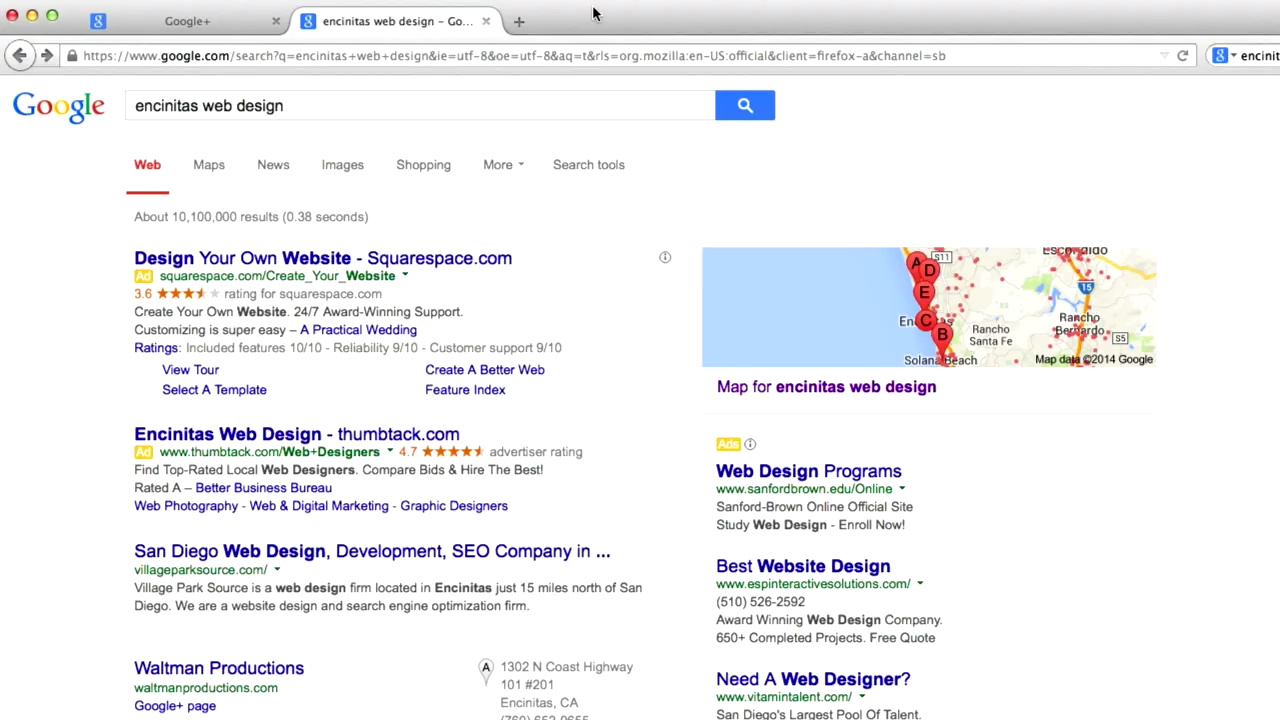 Google+
encinitas web design - Go...
https://www.google.com/search?q=encinitas+web+design&ie=utf-8&oe=utf-8&aq=t&rls=org.mozilla:en-US:official&client=firefox-a&channel=sb
encinit
Google
encinitas web design
Web Maps News Images Shopping More Search tools
About 10,100,000 results (0.38 seconds)
Design Your Own Website - Squarespace.com
Ad squarespace.com/Create_Your_Website
3.6 rating for squarespace.com
Create Your Own Website. 24/7 Award-Winning Support.
Customizing is super easy – A Practical Wedding
Ratings: Included features 10/10 - Reliability 9/10 - Customer support 9/10
View Tour Create A Better Web
Select A Template Feature Index
Encinitas Web Design - thumbtack.com
Ad www.thumbtack.com/Web+Designers 4.7 advertiser rating
Find Top-Rated Local Web Designers. Compare Bids & Hire The Best!
Rated A – Better Business Bureau
Web Photography - Web & Digital Marketing - Graphic Designers
San Diego Web Design, Development, SEO Company in ...
villageparksource.com/
Village Park Source is a web design firm located in Encinitas just 15 miles north of San
Diego. We are a website design and search engine optimization firm.
Waltman Productions
waltmanproductions.com
Google+ page
A
1302 N Coast Highway
101 #201
Encinitas, CA
(760) 652-9655
S11
A
D
E
C
B
15
Rancho
Bernardo
S5
Rancho
Santa Fe
Solana Beach
Map data ©2014 Google
Map for encinitas web design
Ads
Web Design Programs
www.sanfordbrown.edu/Online
Sanford-Brown Online Official Site
Study Web Design - Enroll Now!
Best Website Design
www.espinteractivesolutions.com/
(510) 526-2592
Award Winning Web Design Company.
650+ Completed Projects. Free Quote
Need A Web Designer?
www.vitamintalent.com/
San Diego's Largest Pool Of Talent.